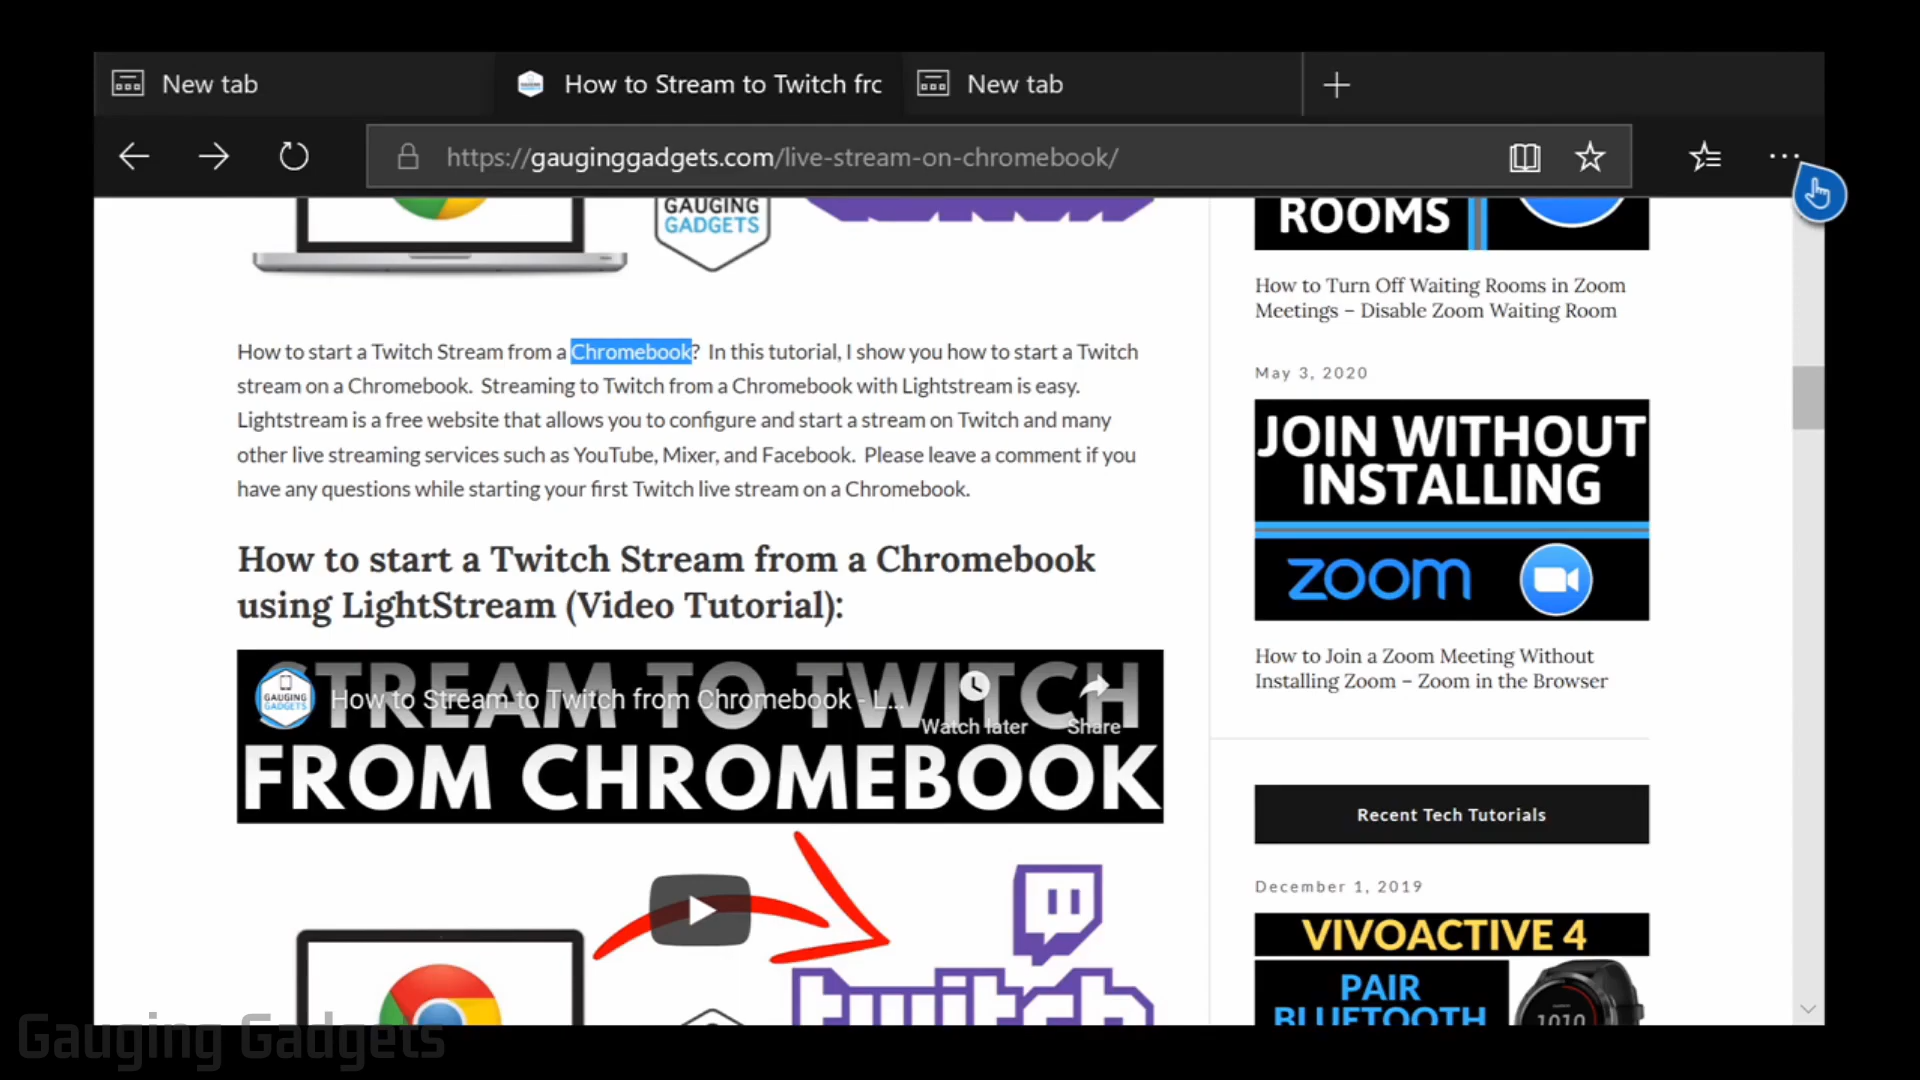 New tab
How to Stream to Twitch frc
New tab
https://gauginggadgets.com/live-stream-on-chromebook/
GAUGING
GADGETS
ROOMS
How to Turn Off Waiting Rooms in Zoom
Meetings – Disable Zoom Waiting Room
How to start a Twitch Stream from a Chromebook?  In this tutorial, I show you how to start a Twitch
stream on a Chromebook.  Streaming to Twitch from a Chromebook with Lightstream is easy.
Lightstream is a free website that allows you to configure and start a stream on Twitch and many
other live streaming services such as YouTube, Mixer, and Facebook.  Please leave a comment if you
have any questions while starting your first Twitch live stream on a Chromebook.
How to start a Twitch Stream from a Chromebook
using LightStream (Video Tutorial):
STREAM TO TWITCH
GAUGING
GADGETS
How to Stream to Twitch from Chromebook - L...
Watch later
Share
FROM CHROMEBOOK
twitch
May 3, 2020
JOIN WITHOUT
INSTALLING
zoom
How to Join a Zoom Meeting Without
Installing Zoom – Zoom in the Browser
Recent Tech Tutorials
December 1, 2019
VIVOACTIVE 4
PAIR
BLUETOOTH
1010
Gauging Gadgets